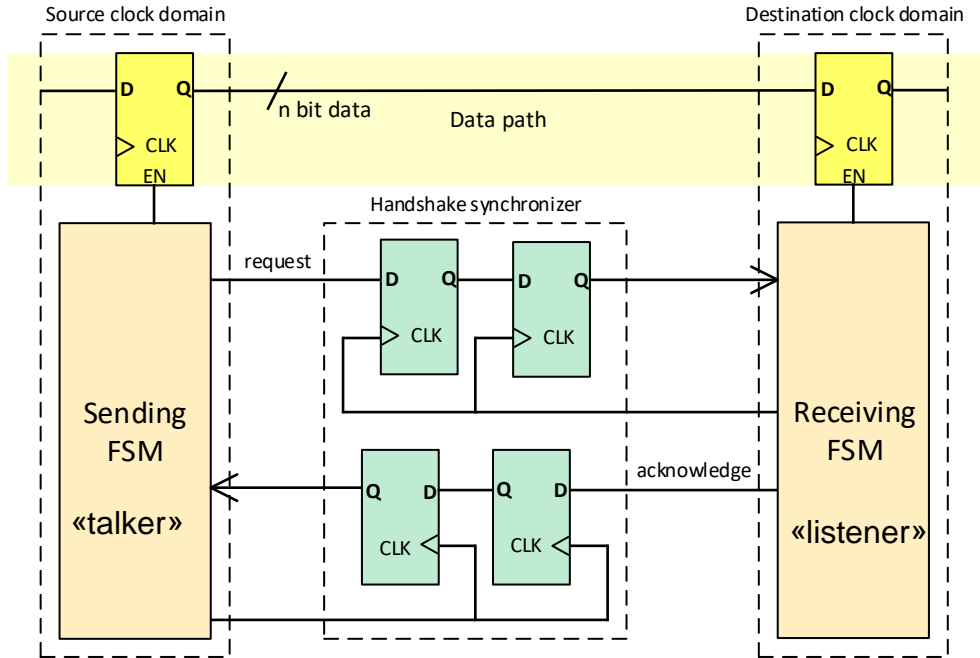 Source clock domain
Destination clock domain
D Q
n bit data
Data path
D Q
CLK
EN
CLK
EN
Handshake synchronizer
request
D Q
D Q
CLK
CLK
Sending
FSM
«talker»
Receiving
FSM
«listener»
acknowledge
Q D
Q D
CLK
CLK